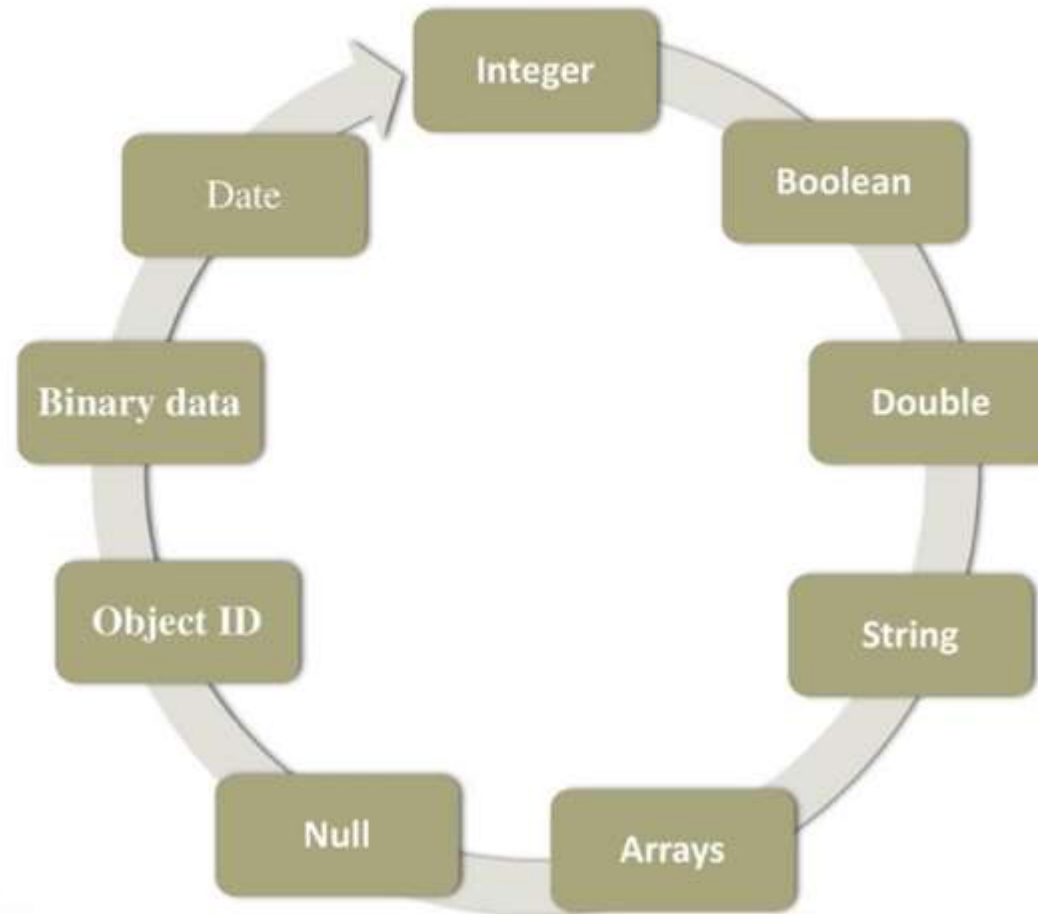 Integer
Boolean
Double
String
Arrays
Null
Object ID
Binary data
Date